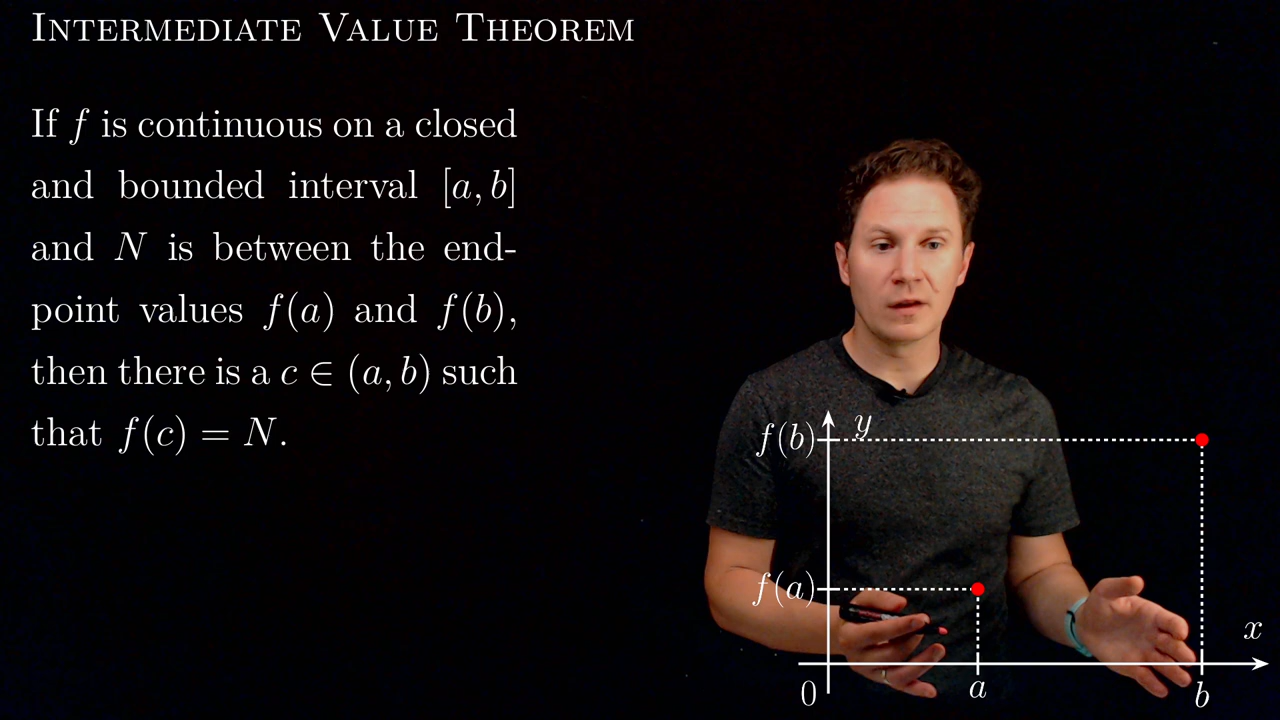 Intermediate Value Theorem
If f is continuous on a closed
and bounded interval [a, b]
and N is between the end-
point values f(a) and f(b),
then there is a c ∈ (a, b) such
that f(c) = N.
y
f(b)
f(a)
x
0
a
b